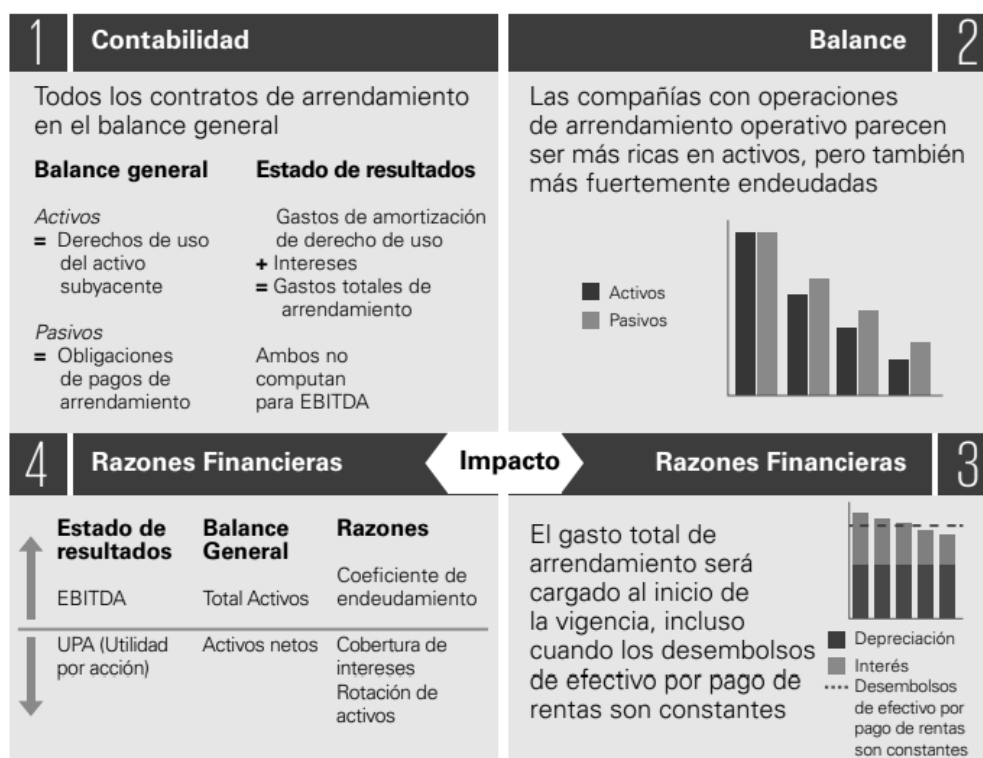 1
Contabilidad
Todos los contratos de arrendamiento
en el balance general
Balance general
Activos
= Derechos de uso
del activo
subyacente
Pasivos
= Obligaciones
de pagos de
arrendamiento
Estado de resultados
Gastos de amortización
de derecho de uso
+ Intereses
= Gastos totales de
arrendamiento
Ambos no
computan
para EBITDA
Balance
2
Las compañías con operaciones
de arrendamiento operativo parecen
ser más ricas en activos, pero también
más fuertemente endeudadas
Activos
Pasivos
Impacto
Razones Financieras
3
El gasto total de
arrendamiento será
cargado al inicio de
la vigencia, incluso
cuando los desembolsos
de efectivo por pago de
rentas son constantes
Depreciación
Interés
Desembolsos
de efectivo por
pago de rentas
son constantes
4
Razones Financieras
Estado de
resultados
EBITDA
UPA (Utilidad
por acción)
Balance
General
Total Activos
Activos netos
Razones
Coeficiente de
endeudamiento
Cobertura de
intereses
Rotación de
activos